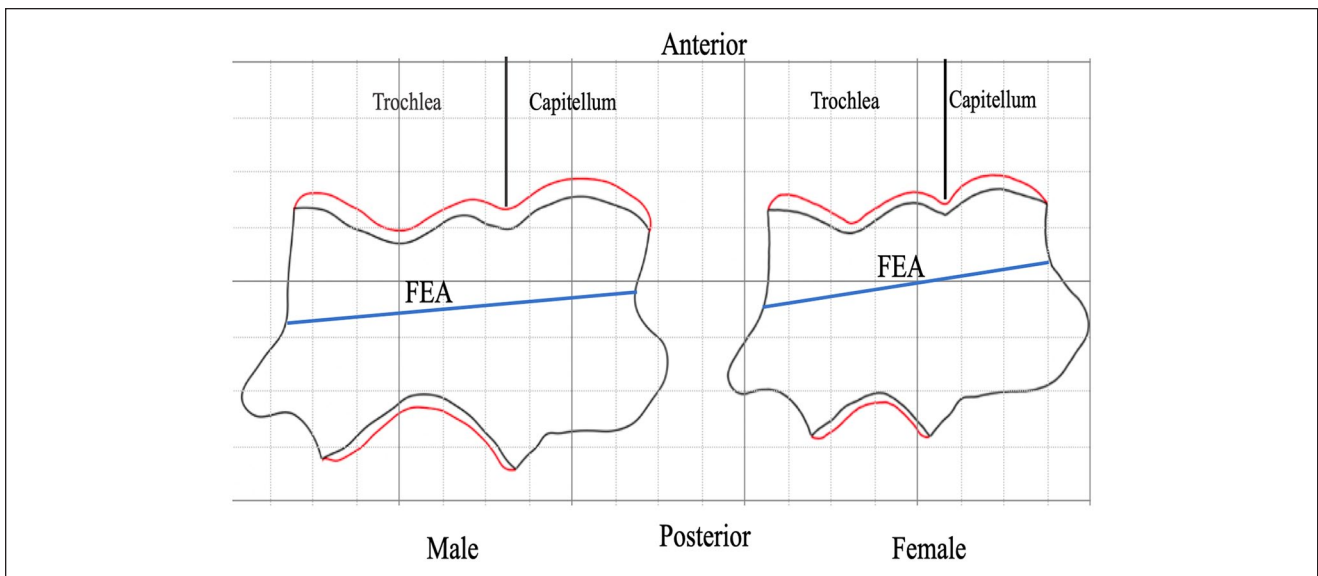 Anterior
Trochlea
Capitellum
Trochlea
Capitellum
FEA
FEA
Male
Posterior
Female